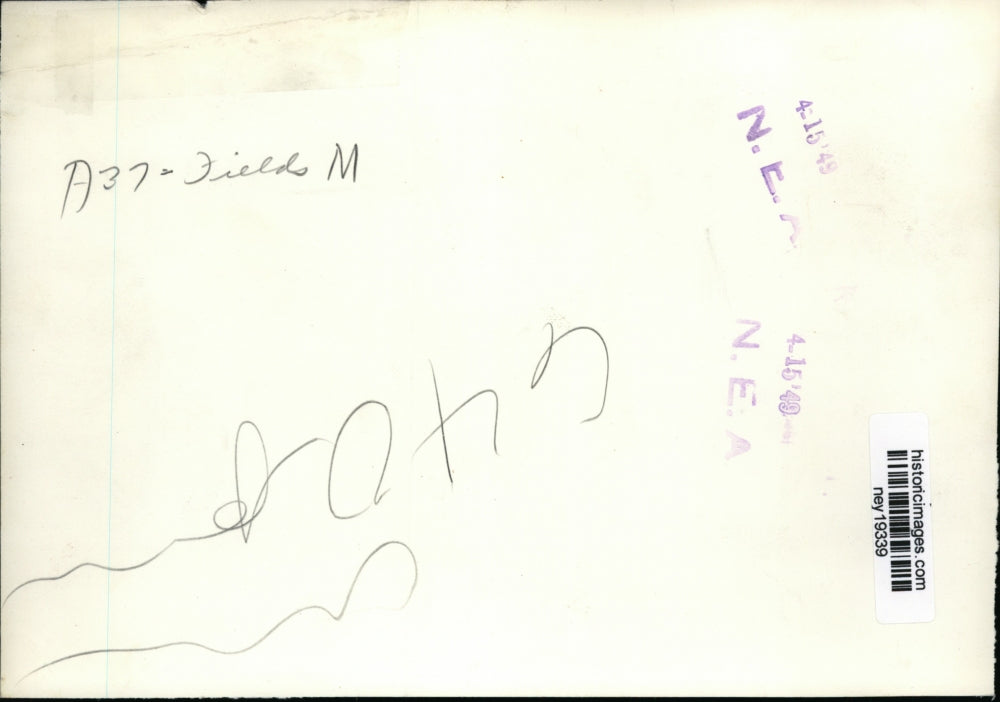 A37-Fields M
4-15'49
N.E.A
4-15'49
N.E.A
historicimages.com
ney19339